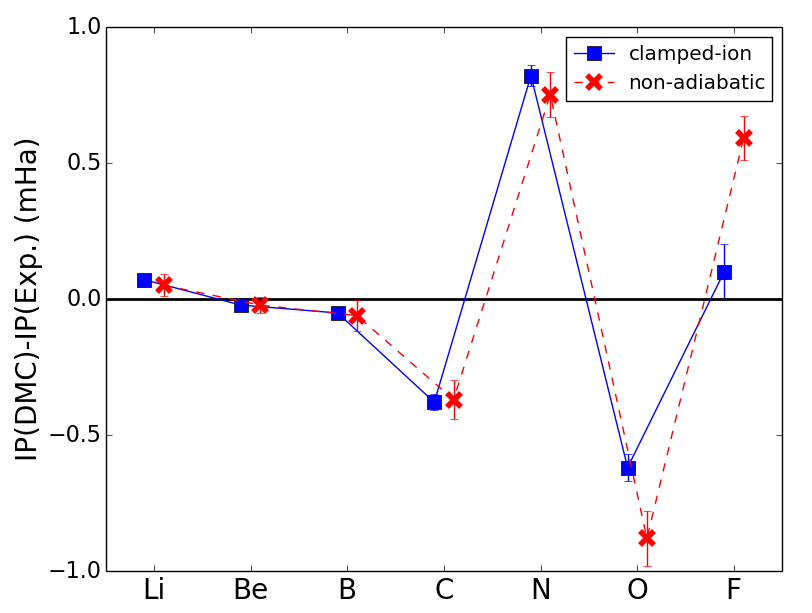 IP(DMC)-IP(Exp.) (mHa)
1.0
0.5
0.0
−0.5
−1.0
clamped-ion
non-adiabatic
Li Be B C N O F